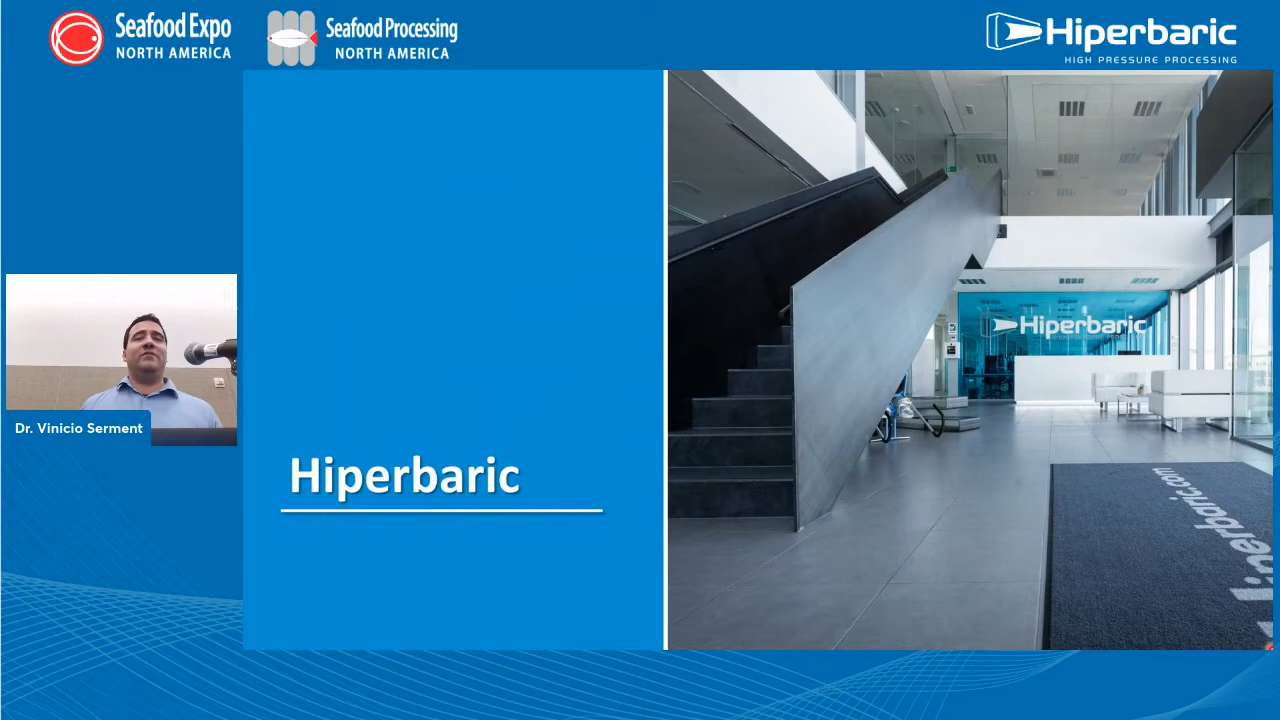 Seafood Expo
NORTH AMERICA
Seafood Processing
NORTH AMERICA
Hiperbaric
HIGH PRESSURE PROCESSING
Hiperbaric
Dr. Vinicio Serment
Hiperbaric
hiperbaric.com